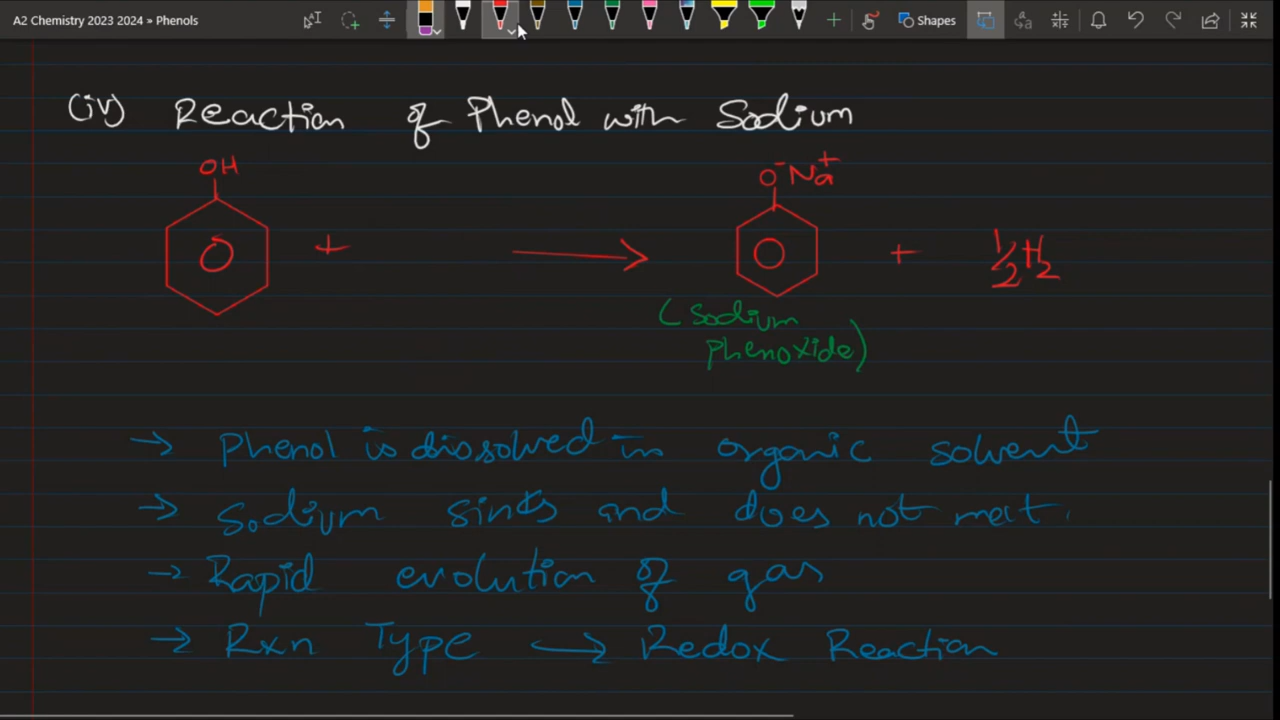 A2 Chemistry 2023 2024 » Phenols
Shapes
(iv) Reaction of Phenol with Sodium
OH
+
O⁻Na⁺
+ ½H₂
(Sodium
Phenoxide)
→ Phenol is dissolved in organic solvent
→ Sodium sinks and does not melt.
→ Rapid evolution of gas
→ Rxn Type → Redox Reaction